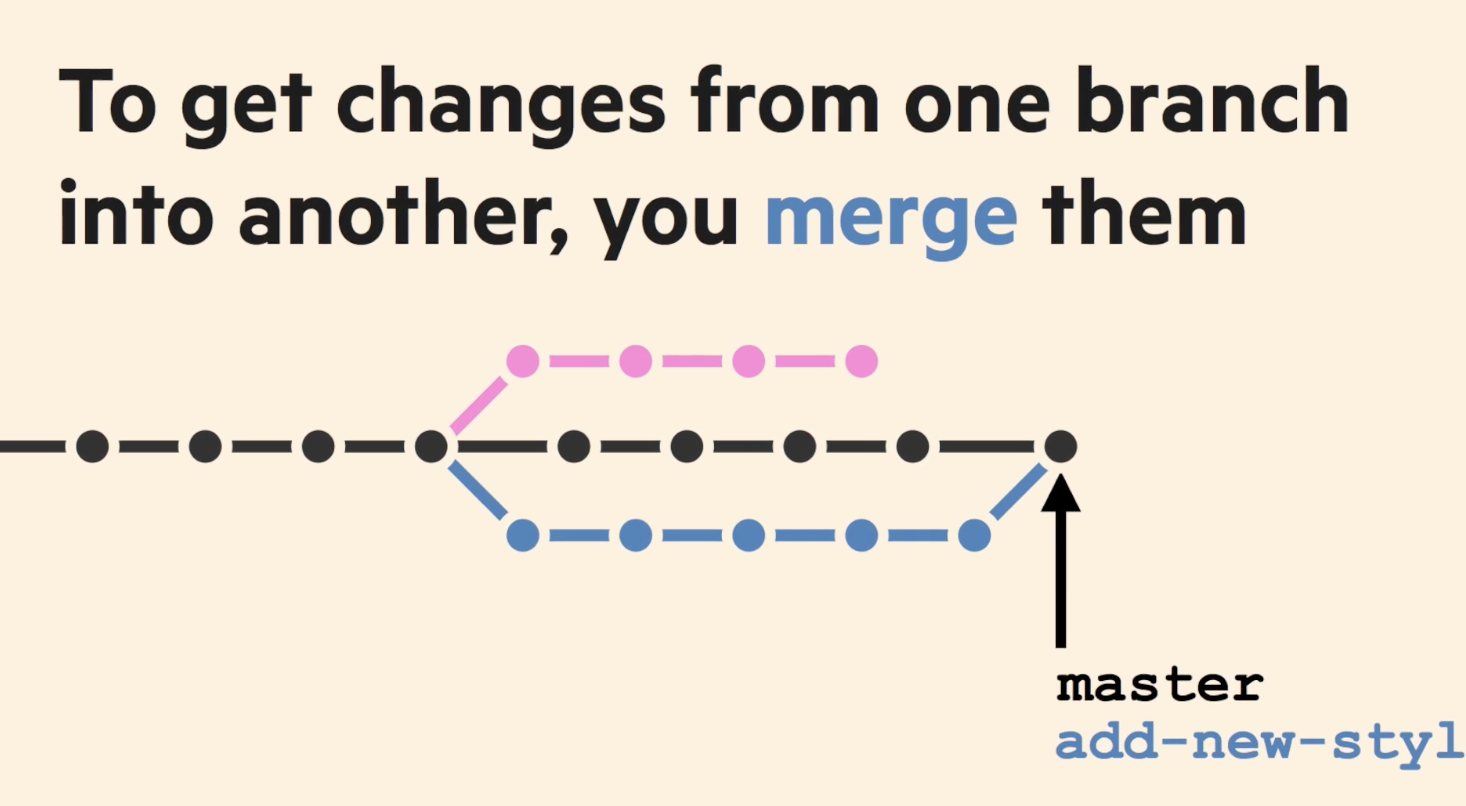 To get changes from one branch
into another, you merge them
master
add-new-styl